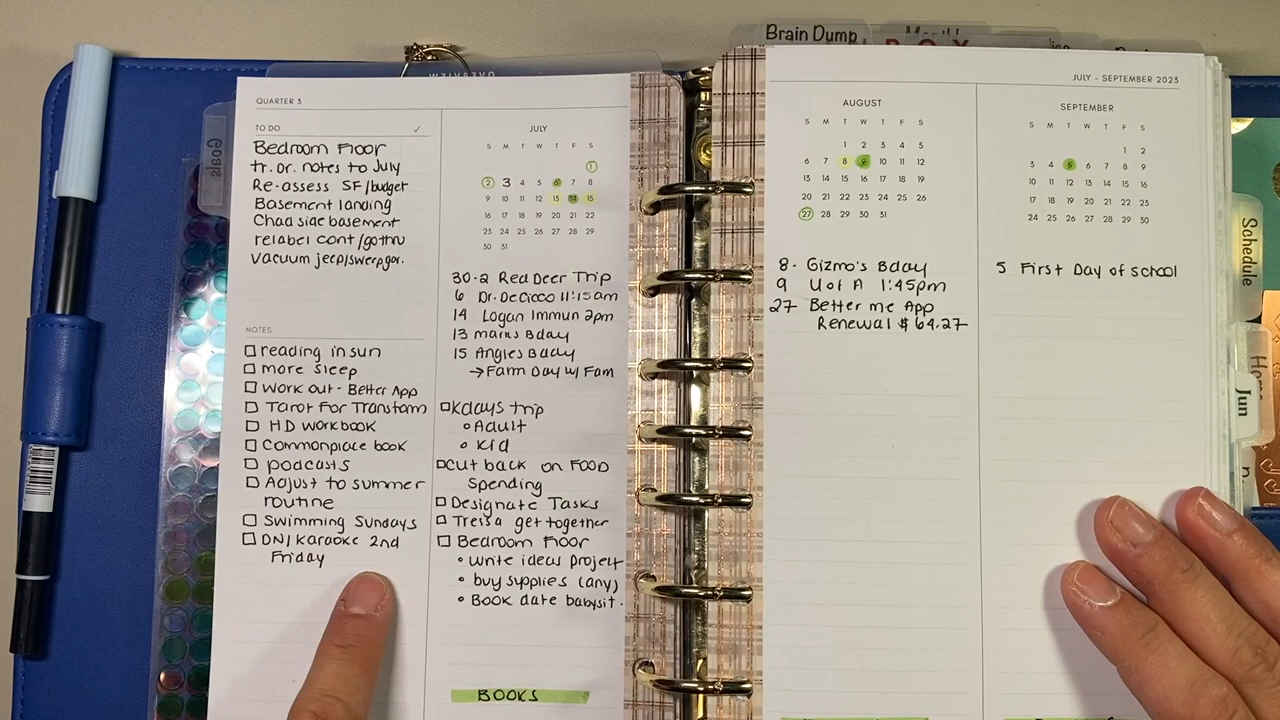 Brain Dump
OVERVIEW
Goals
QUARTER 3
TO DO ✓
Bedroom Floor
tr. or. notes to July
Re-assess SF/budget
Basement landing
Chad side basement
relabel cont/go thru
vacuum jeep/sweep gar.
NOTES
☐ reading in sun
☐ more sleep
☐ Work out - Better App
☐ Tarot For Transform
☐ HD workbook
☐ Commonplace book
☐ podcasts
☐ Adjust to summer
routine
☐ Swimming Sundays
☐ DN/karaoke 2nd
Friday
JULY
S M T W T F S
1
2 3 4 5 6 7 8
9 10 11 12 13 14 15
16 17 18 19 20 21 22
23 24 25 26 27 28 29
30 31
30-2 Red Deer Trip
6 Dr. DeCicco 11:15am
14 Logan Immun 2pm
13 marks Bday
15 Angles Bday
→ Farm Day w/ Fam
☐ Kdays trip
∘ Adult
∘ Kid
☐ Cut back on FOOD
Spending
☐ Designate Tasks
☐ Tressa get together
☐ Bedroom Floor
∘ write ideas project
∘ buy supplies (any)
∘ Book date babysit.
BOOKS
JULY - SEPTEMBER 2023
AUGUST
S M T W T F S
1 2 3 4 5
6 7 8 9 10 11 12
13 14 15 16 17 18 19
20 21 22 23 24 25 26
27 28 29 30 31
8. Gizmo's Bday
9 U of A 1:45pm
27 Better me App
Renewal $64.27
SEPTEMBER
S M T W T F S
1 2
3 4 5 6 7 8 9
10 11 12 13 14 15 16
17 18 19 20 21 22 23
24 25 26 27 28 29 30
5 First Day of school
Schedule
Jun